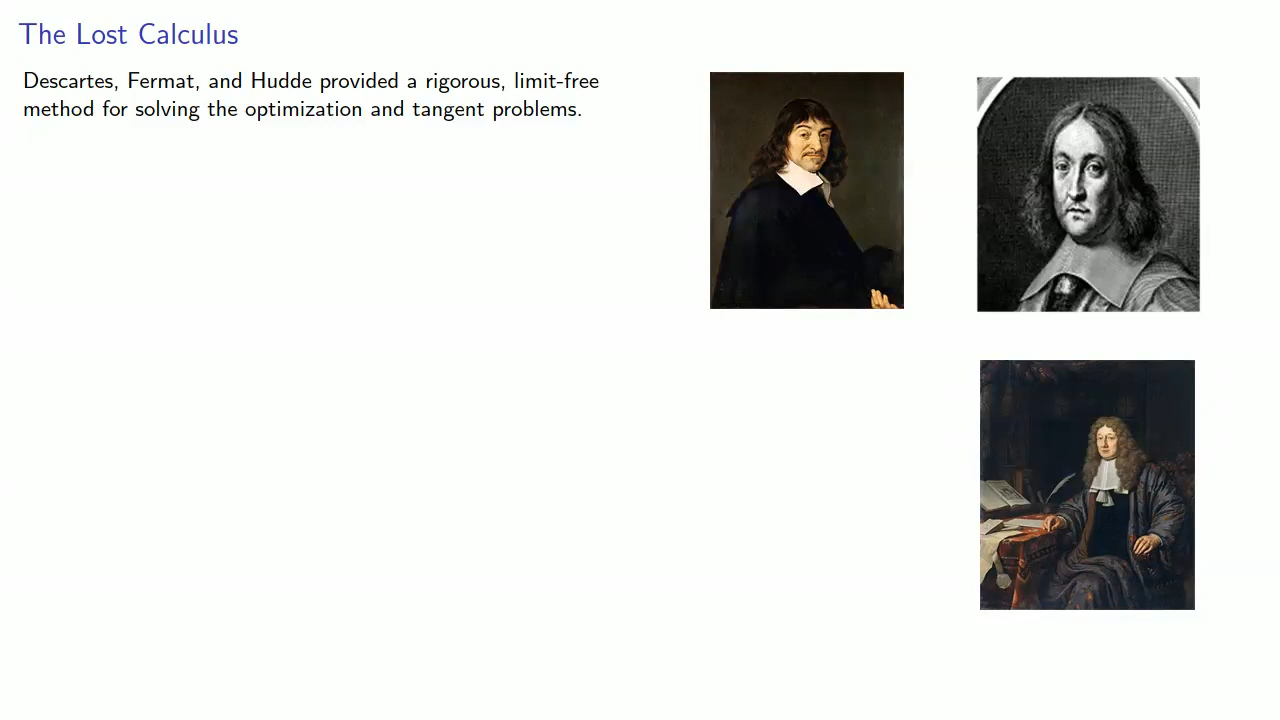 The Lost Calculus
Descartes, Fermat, and Hudde provided a rigorous, limit-free
method for solving the optimization and tangent problems.